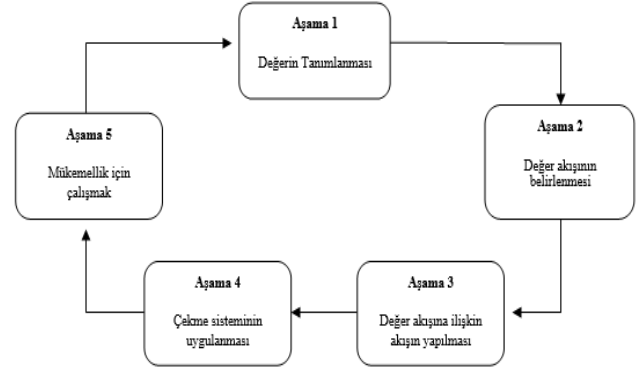 Aşama 1
Değerin Tanımlanması
Aşama 2
Değer akışının
belirlenmesi
Aşama 3
Değer akışına ilişkin
akışın yapılması
Aşama 4
Çekme sisteminin
uygulanması
Aşama 5
Mükemellik için
çalışmak